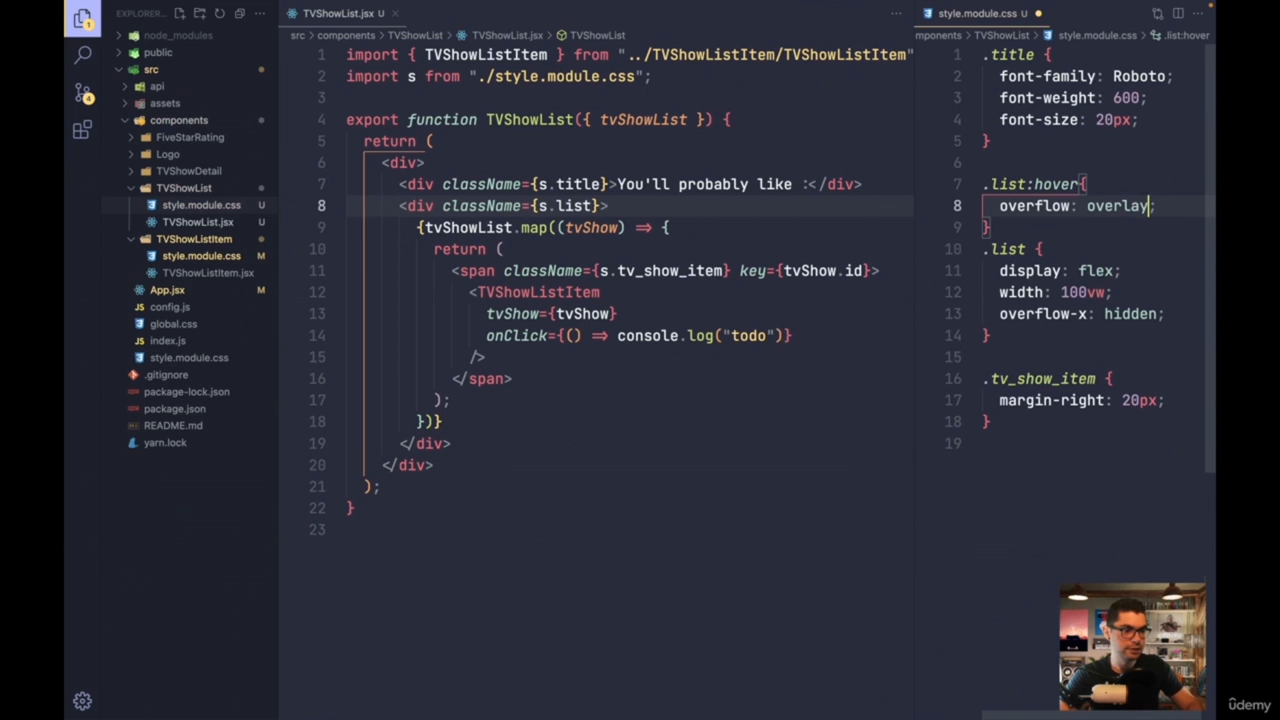 EXPLORER...
node_modules
public
src
api
assets
components
FiveStarRating
Logo
TVShowDetail
TVShowList
style.module.css U
TVShowList.jsx U
TVShowListItem
style.module.css M
TVShowListItem.jsx
App.jsx M
config.js
global.css
index.js
style.module.css
.gitignore
package-lock.json
package.json
README.md
yarn.lock
1
4
TVShowList.jsx U
src > components > TVShowList > TVShowList.jsx > TVShowList
1 import { TVShowListItem } from "../TVShowListItem/TVShowListItem"
2 import s from "./style.module.css";
3
4 export function TVShowList({ tvShowList }) {
5 return (
6 <div>
7 <div className={s.title}>You'll probably like :</div>
8 <div className={s.list}>
9 {tvShowList.map((tvShow) => {
10 return (
11 <span className={s.tv_show_item} key={tvShow.id}>
12 <TVShowListItem
13 tvShow={tvShow}
14 onClick={() => console.log("todo")}
15 />
16 </span>
17 );
18 })}
19 </div>
20 </div>
21 );
22 }
23
style.module.css U
mponents > TVShowList > style.module.css > .list:hover
1 .title {
2 font-family: Roboto;
3 font-weight: 600;
4 font-size: 20px;
5 }
6
7 .list:hover{
8 overflow: overlay;
9 }
10 .list {
11 display: flex;
12 width: 100vw;
13 overflow-x: hidden;
14 }
15
16 .tv_show_item {
17 margin-right: 20px;
18 }
19
ûdemy